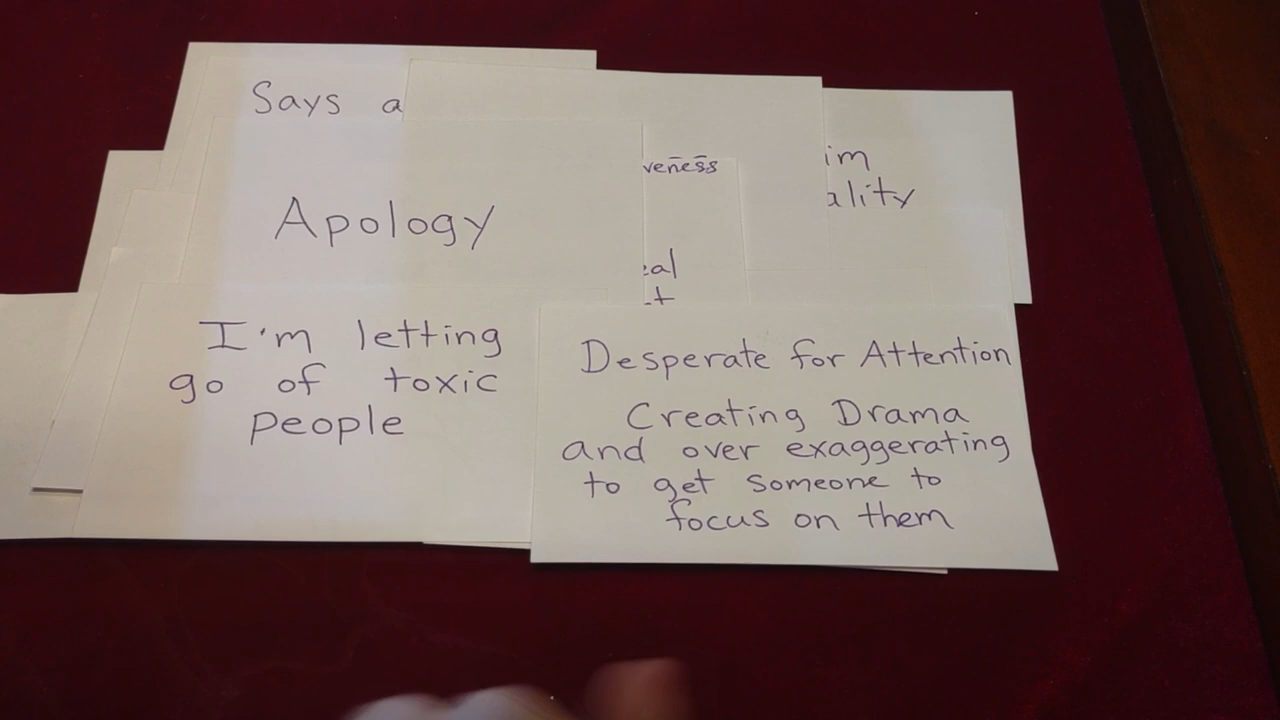 Says a
Apology
I'm letting
go of toxic
people
Desperate for Attention
Creating Drama
and over exaggerating
to get someone to
focus on them